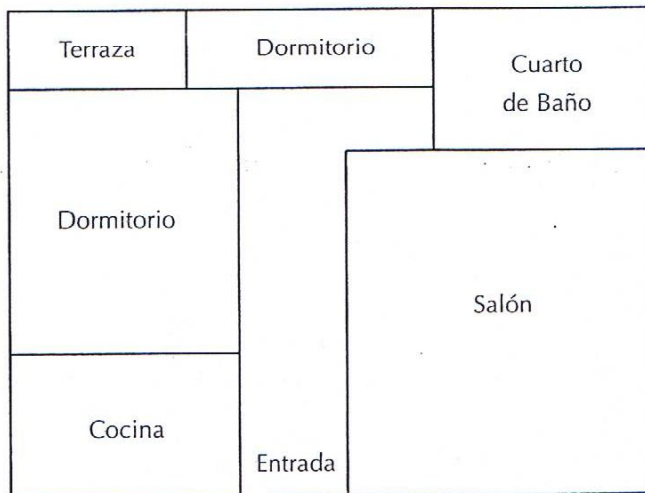 Terraza
Dormitorio
Cuarto
de Baño
Dormitorio
Salón
Cocina
Entrada